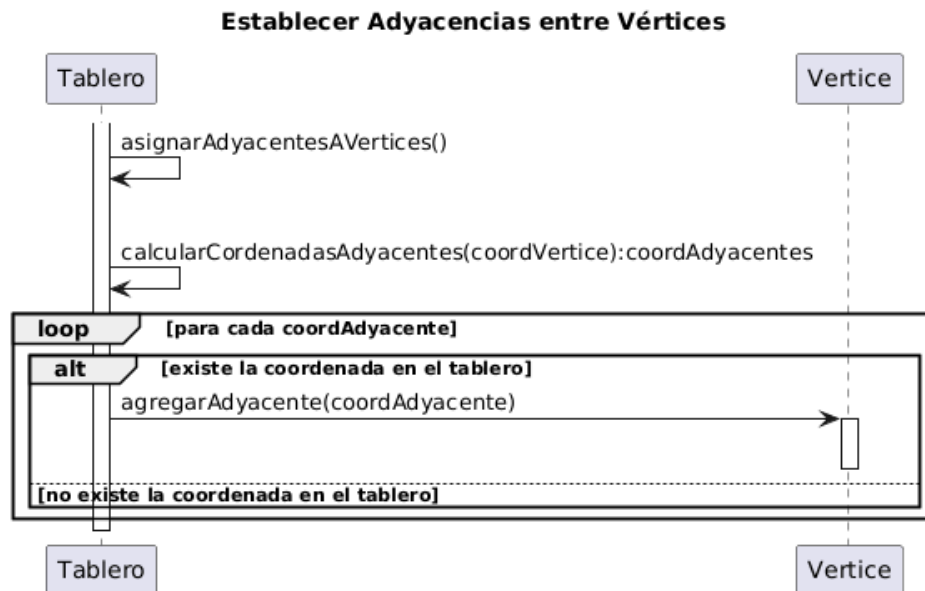 Establecer Adyacencias entre Vértices
Tablero
Vertice
asignarAdyacentesAVertices()
calcularCordenadasAdyacentes(coordVertice):coordAdyacentes
loop
[para cada coordAdyacente]
alt
[existe la coordenada en el tablero]
agregarAdyacente(coordAdyacente)
[no existe la coordenada en el tablero]
Tablero
Vertice